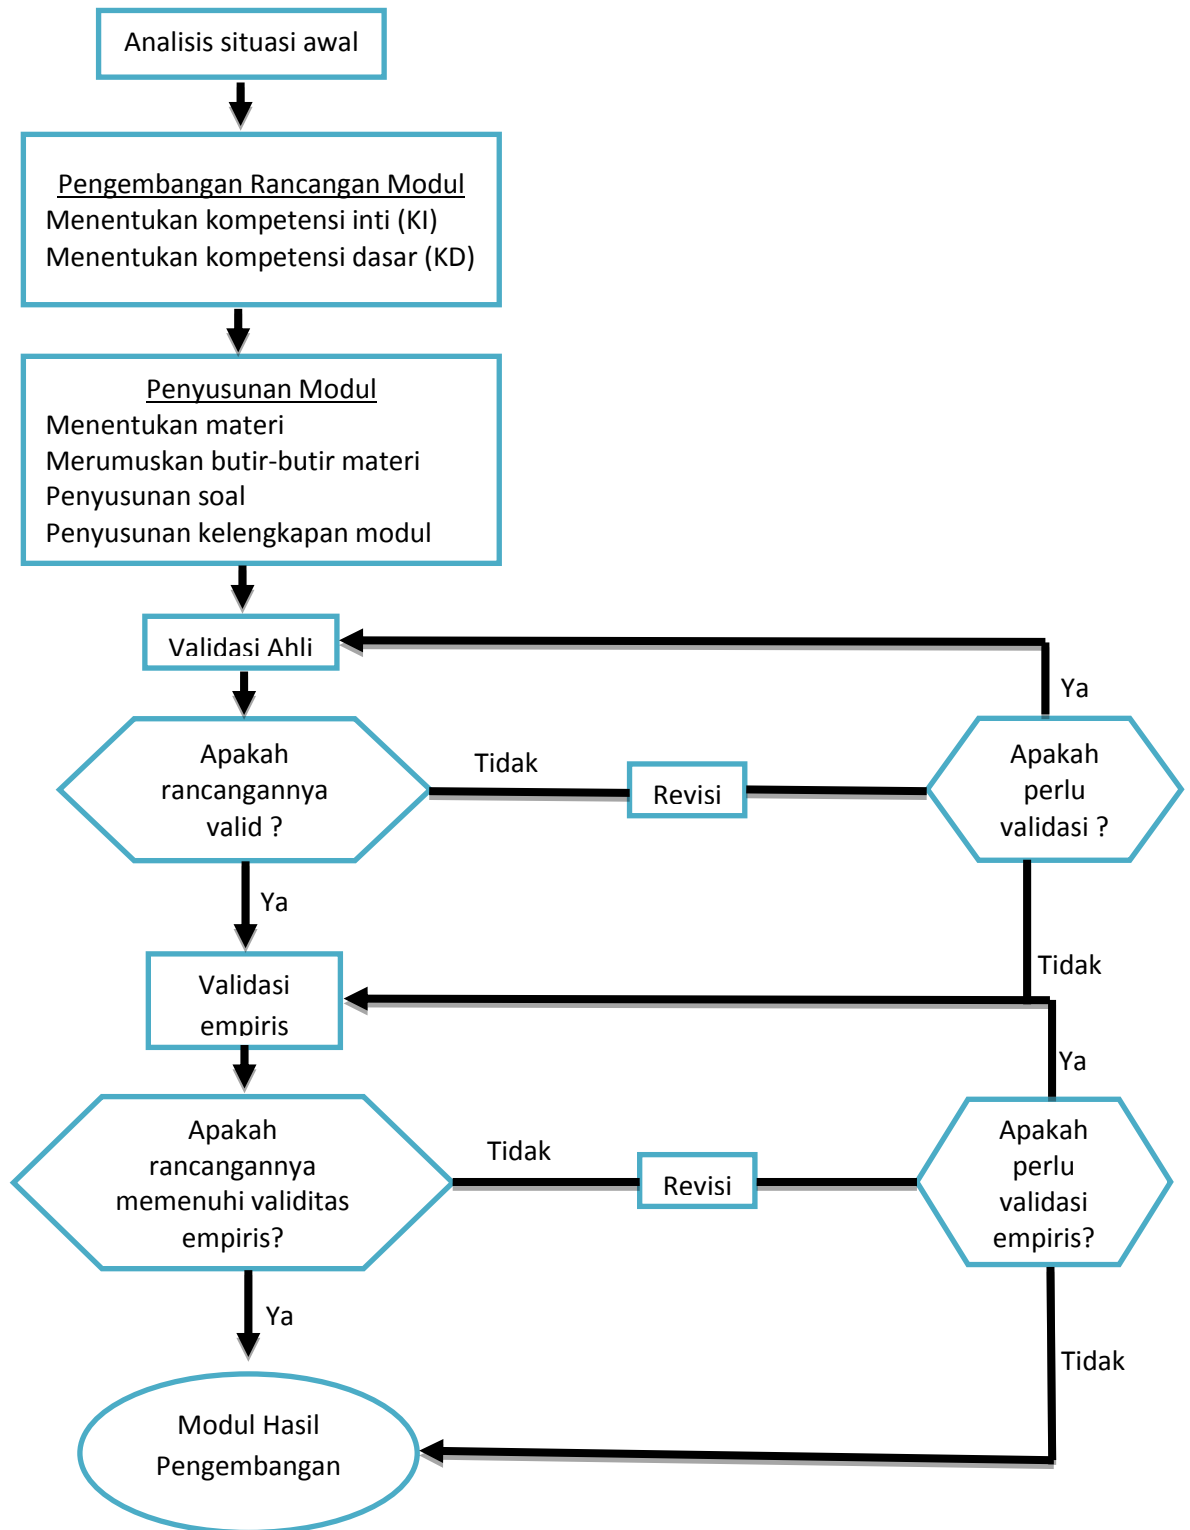 Analisis situasi awal
Pengembangan Rancangan Modul
Menentukan kompetensi inti (KI)
Menentukan kompetensi dasar (KD)
Penyusunan Modul
Menentukan materi
Merumuskan butir-butir materi
Penyusunan soal
Penyusunan kelengkapan modul
Validasi Ahli
Ya
Apakah
rancangannya
valid ?
Tidak
Revisi
Apakah
perlu
validasi ?
Ya
Tidak
Validasi
empiris
Ya
Apakah
rancangannya
memenuhi validitas
empiris?
Tidak
Revisi
Apakah
perlu
validasi
empiris?
Ya
Tidak
Modul Hasil
Pengembangan